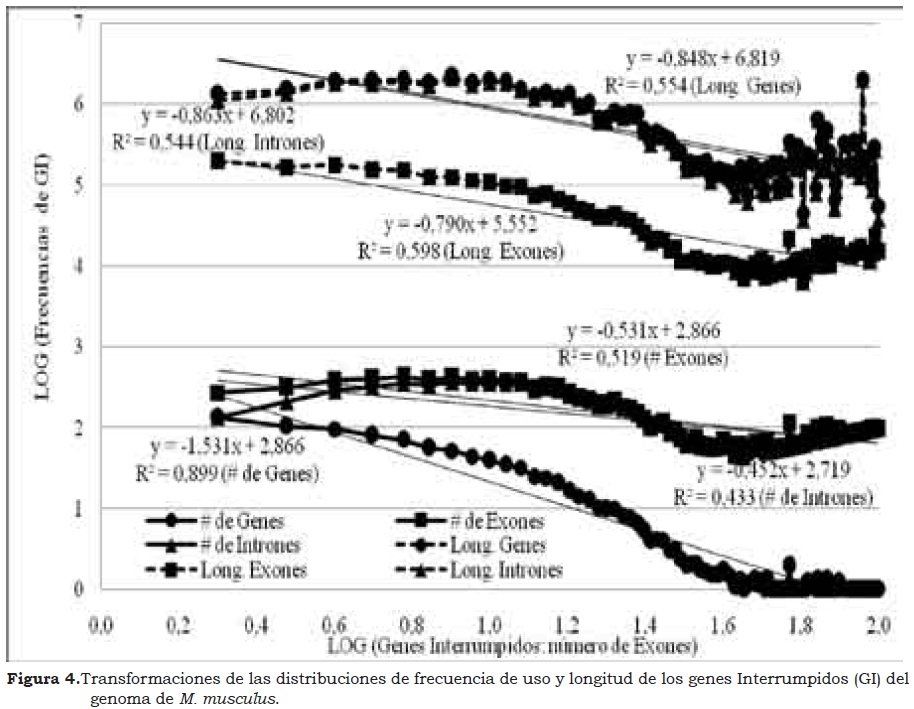 7
6
5
4
3
2
1
0
LOG (Frecuencias de GI)
y = -0,848x + 6,819
R² = 0,554 (Long. Genes)
y = -0,863x + 6,802
R² = 0,544 (Long. Intrones)
y = -0,790x + 5,552
R² = 0,598 (Long. Exones)
y = -0,531x + 2,866
R² = 0,519 (# Exones)
y = -1,531x + 2,866
R² = 0,899 (# de Genes)
y = -0,452x + 2,719
R² = 0,433 (# de Intrones)
# de Genes
# de Exones
# de Intrones
Long. Genes
Long. Exones
Long. Intrones
0,0 0,2 0,4 0,6 0,8 1,0 1,2 1,4 1,6 1,8 2,0
LOG (Genes Interrumpidos: número de Exones)
Figura 4.Transformaciones de las distribuciones de frecuencia de uso y longitud de los genes Interrumpidos (GI) del
genoma de M. musculus.